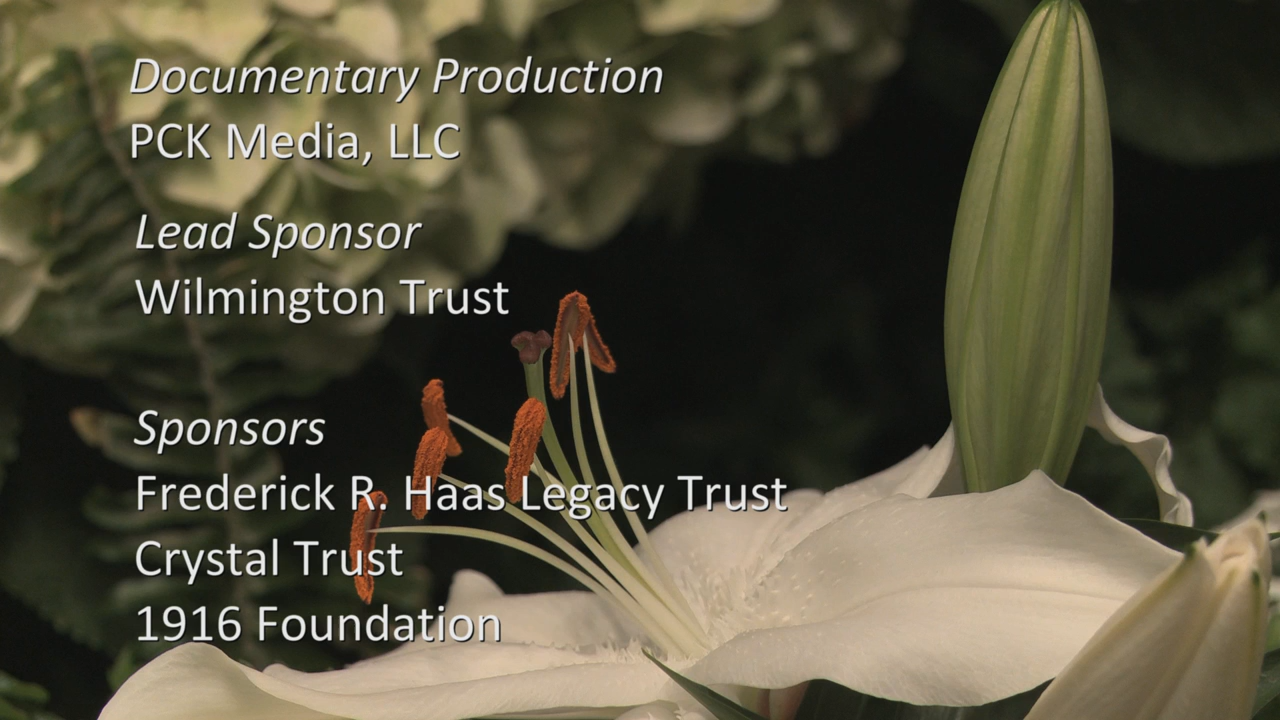 Documentary Production
PCK Media, LLC
Lead Sponsor
Wilmington Trust
Sponsors
Frederick R. Haas Legacy Trust
Crystal Trust
1916 Foundation